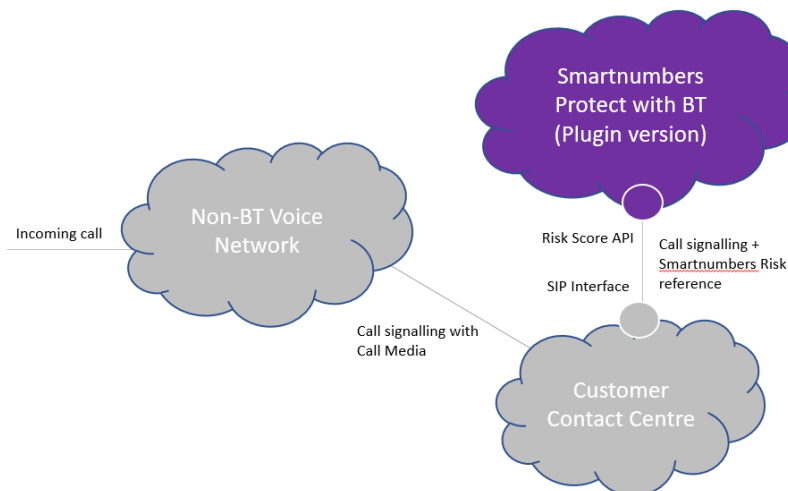 Smartnumbers
Protect with BT
(Plugin version)
Non-BT Voice
Network
Incoming call
Risk Score API
Call signalling +
Smartnumbers Risk
reference
SIP Interface
Call signalling with
Call Media
Customer
Contact Centre